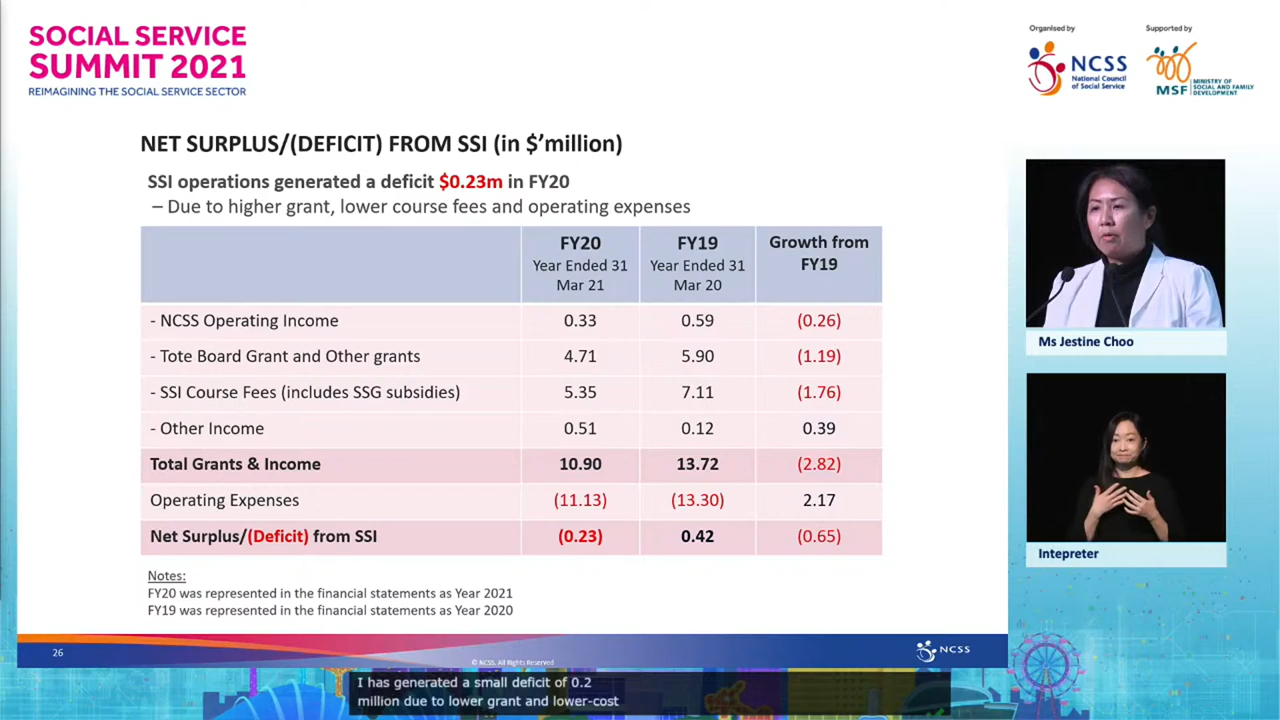 SOCIAL SERVICE
SUMMIT 2021
REIMAGINING THE SOCIAL SERVICE SECTOR
Organised by
Supported by
NCSS
National Council
of Social Service
MSF
MINISTRY OF
SOCIAL AND FAMILY
DEVELOPMENT
NET SURPLUS/(DEFICIT) FROM SSI (in $'million)
SSI operations generated a deficit $0.23m in FY20
– Due to higher grant, lower course fees and operating expenses
FY20 FY19 Growth from
Year Ended 31 Year Ended 31 FY19
Mar 21 Mar 20
- NCSS Operating Income 0.33 0.59 (0.26)
- Tote Board Grant and Other grants 4.71 5.90 (1.19)
- SSI Course Fees (includes SSG subsidies) 5.35 7.11 (1.76)
- Other Income 0.51 0.12 0.39
Total Grants & Income 10.90 13.72 (2.82)
Operating Expenses (11.13) (13.30) 2.17
Net Surplus/(Deficit) from SSI (0.23) 0.42 (0.65)
Notes:
FY20 was represented in the financial statements as Year 2021
FY19 was represented in the financial statements as Year 2020
Ms Jestine Choo
Intepreter
26
© NCSS. All Rights Reserved
NCSS
I has generated a small deficit of 0.2
million due to lower grant and lower-cost